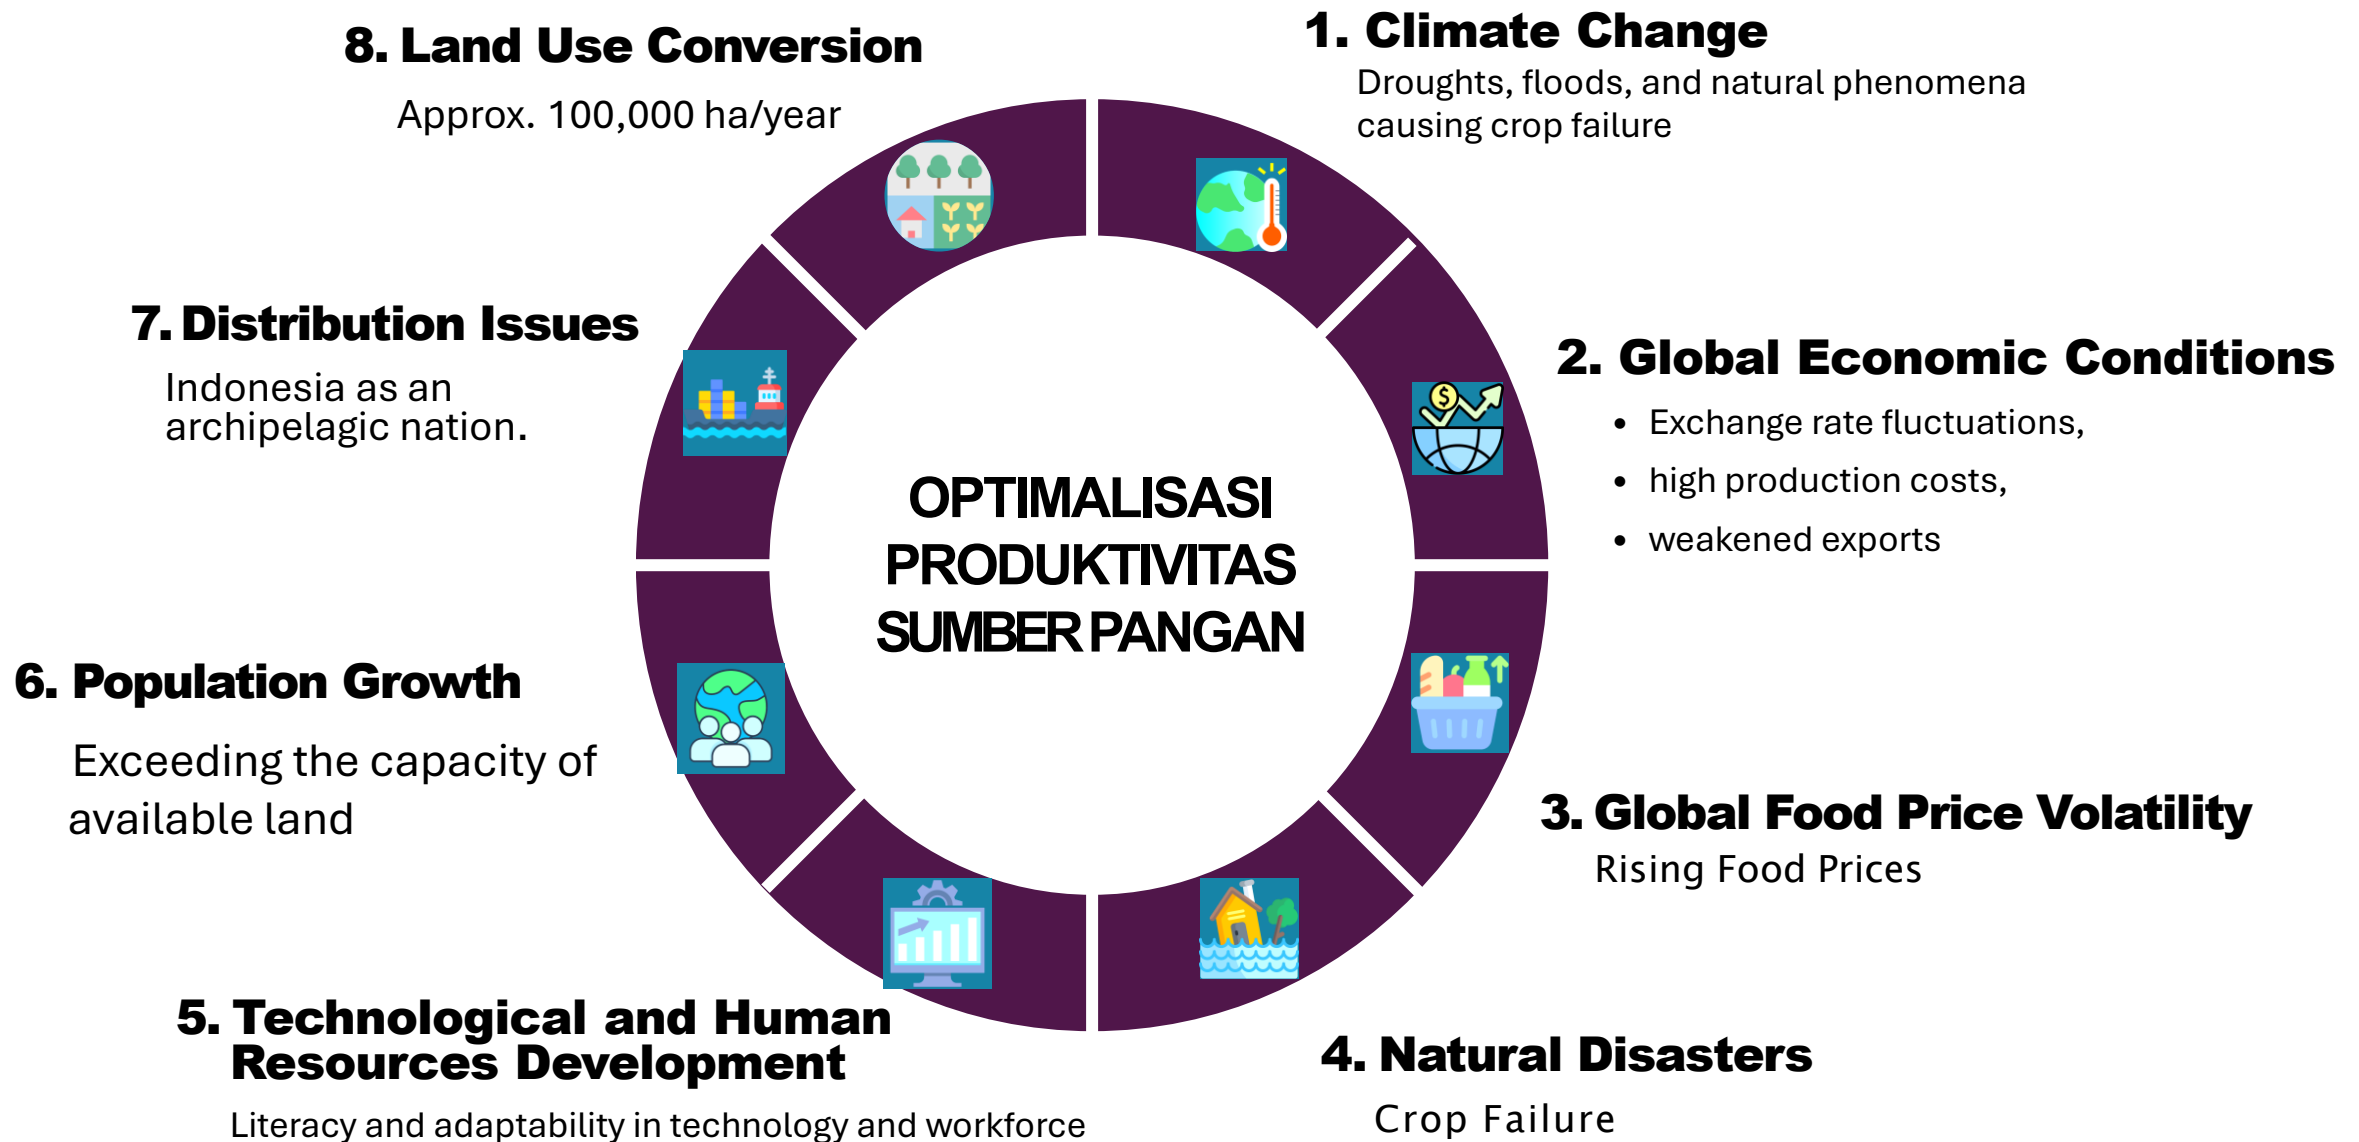 1. Climate Change
Droughts, floods, and natural phenomena
causing crop failure
2. Global Economic Conditions
• Exchange rate fluctuations,
• high production costs,
• weakened exports
3. Global Food Price Volatility
Rising Food Prices
4. Natural Disasters
Crop Failure
5. Technological and Human
Resources Development
Literacy and adaptability in technology and workforce
6. Population Growth
Exceeding the capacity of
available land
7. Distribution Issues
Indonesia as an
archipelagic nation.
8. Land Use Conversion
Approx. 100,000 ha/year
OPTIMALISASI
PRODUKTIVITAS
SUMBER PANGAN
$